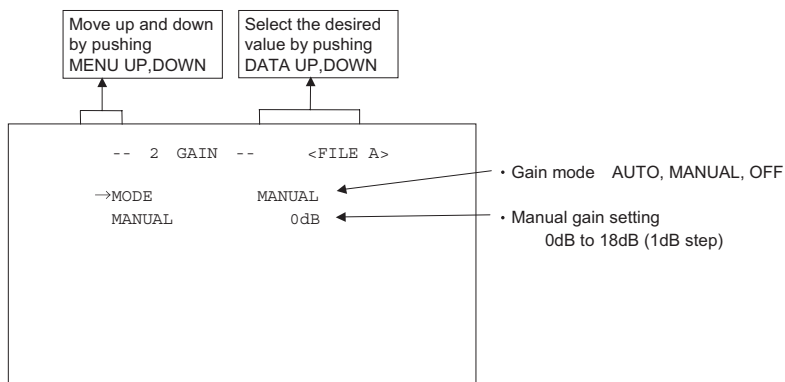 Move up and down
by pushing
MENU UP,DOWN
Select the desired
value by pushing
DATA UP,DOWN
-- 2 GAIN -- <FILE A>
→MODE MANUAL
MANUAL 0dB
・Gain mode AUTO, MANUAL, OFF
・Manual gain setting
0dB to 18dB (1dB step)